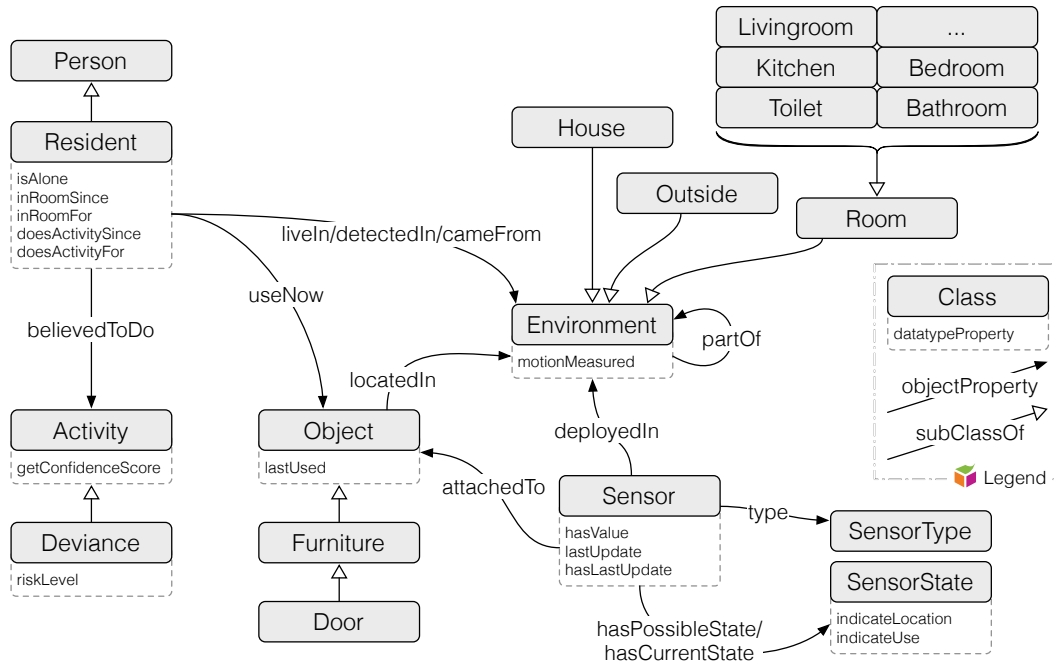 Person
Resident
isAlone
inRoomSince
inRoomFor
doesActivitySince
doesActivityFor
believedToDo
Activity
getConfidenceScore
Deviance
riskLevel
liveIn/detectedIn/cameFrom
useNow
locatedIn
Object
lastUsed
Furniture
Door
House
Outside
Livingroom
...
Kitchen
Bedroom
Toilet
Bathroom
Room
Environment
motionMeasured
partOf
deployedIn
attachedTo
Sensor
hasValue
lastUpdate
hasLastUpdate
type
SensorType
SensorState
indicateLocation
indicateUse
hasPossibleState/
hasCurrentState
Class
datatypeProperty
objectProperty
subClassOf
Legend